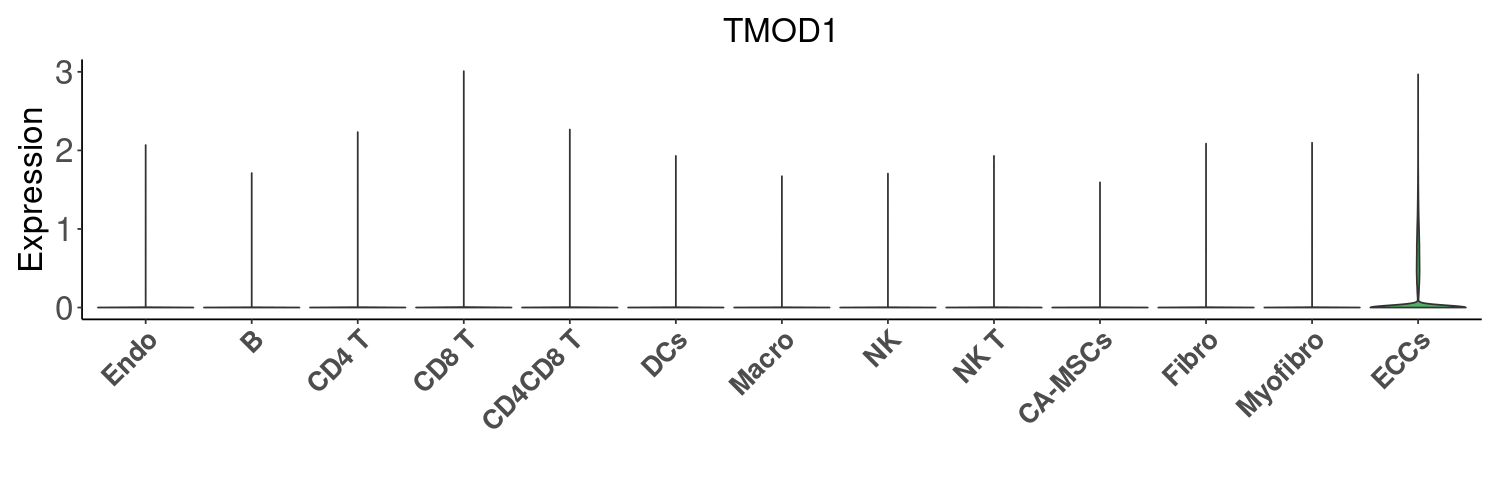 TMOD1
Expression
3
2
1
0
Endo
B
CD4 T
CD8 T
CD4CD8 T
DCs
Macro
NK
NK T
CA-MSCs
Fibro
Myofibro
ECCs